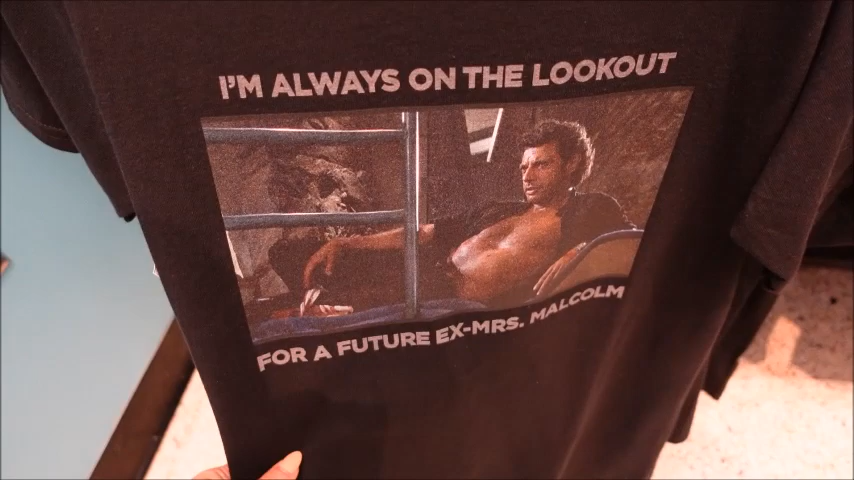 I'M ALWAYS ON THE LOOKOUT
FOR A FUTURE EX-MRS. MALCOLM